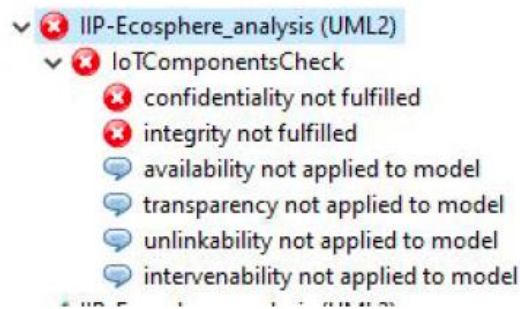 IIP-Ecosphere_analysis (UML2)
IoTComponentsCheck
confidentiality not fulfilled
integrity not fulfilled
availability not applied to model
transparency not applied to model
unlinkability not applied to model
intervenability not applied to model